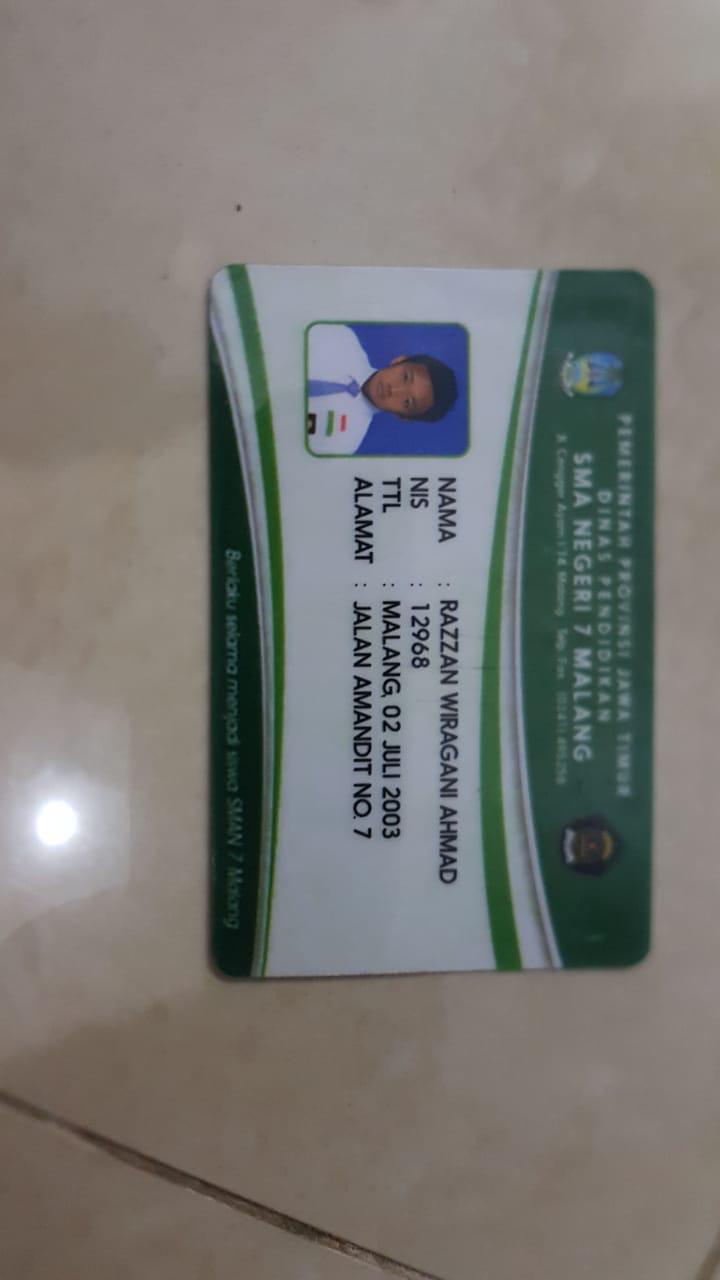 PEMERINTAH PROVINSI JAWA TIMUR
DINAS PENDIDIKAN
SMA NEGERI 7 MALANG
Jl. Cengger Ayam I/14 Malang Telp. Fax. (0341) 495256
NAMA : RAZZAN WIRAGANI AHMAD
NIS : 12968
TTL : MALANG, 02 JULI 2003
ALAMAT : JALAN AMANDIT NO. 7
Berlaku selama menjadi siswa SMAN 7 Malang